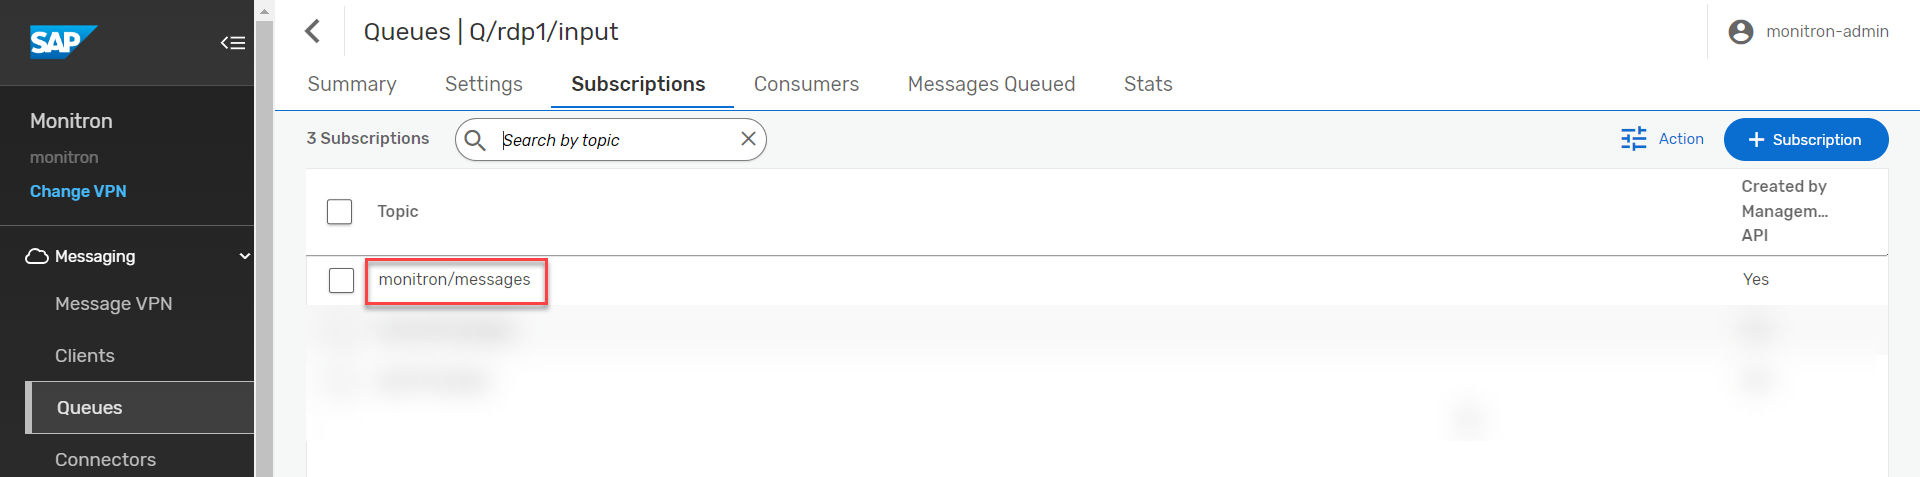 SAP
Monitron
monitron
Change VPN
Messaging
Message VPN
Clients
Queues
Connectors
Queues | Q/rdp1/input
monitron-admin
Summary Settings Subscriptions Consumers Messages Queued Stats
3 Subscriptions Search by topic Action + Subscription
Topic
Created by
Managem...
API
monitron/messages Yes